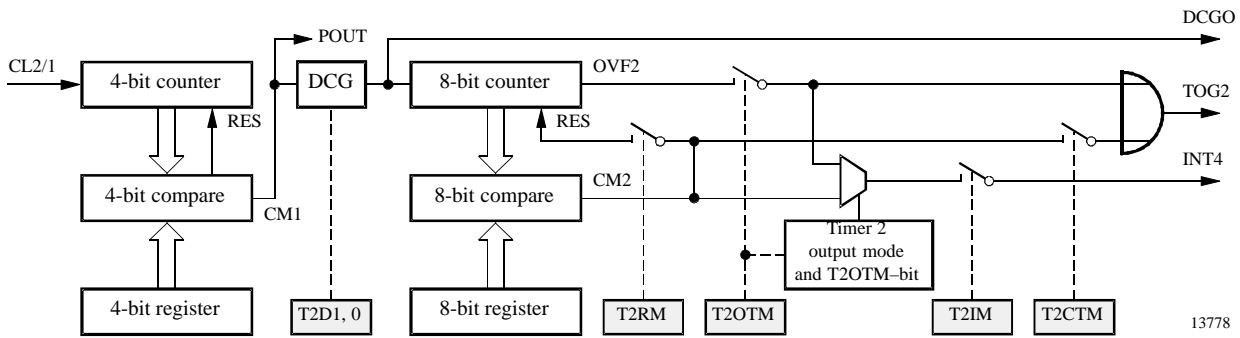 DCGO
POUT
CL2/1
4-bit counter
DCG
8-bit counter
OVF2
TOG2
RES
RES
INT4
4-bit compare
CM1
8-bit compare
CM2
Timer 2
output mode
and T2OTM–bit
4-bit register
T2D1, 0
8-bit register
T2RM
T2OTM
T2IM
T2CTM
13778